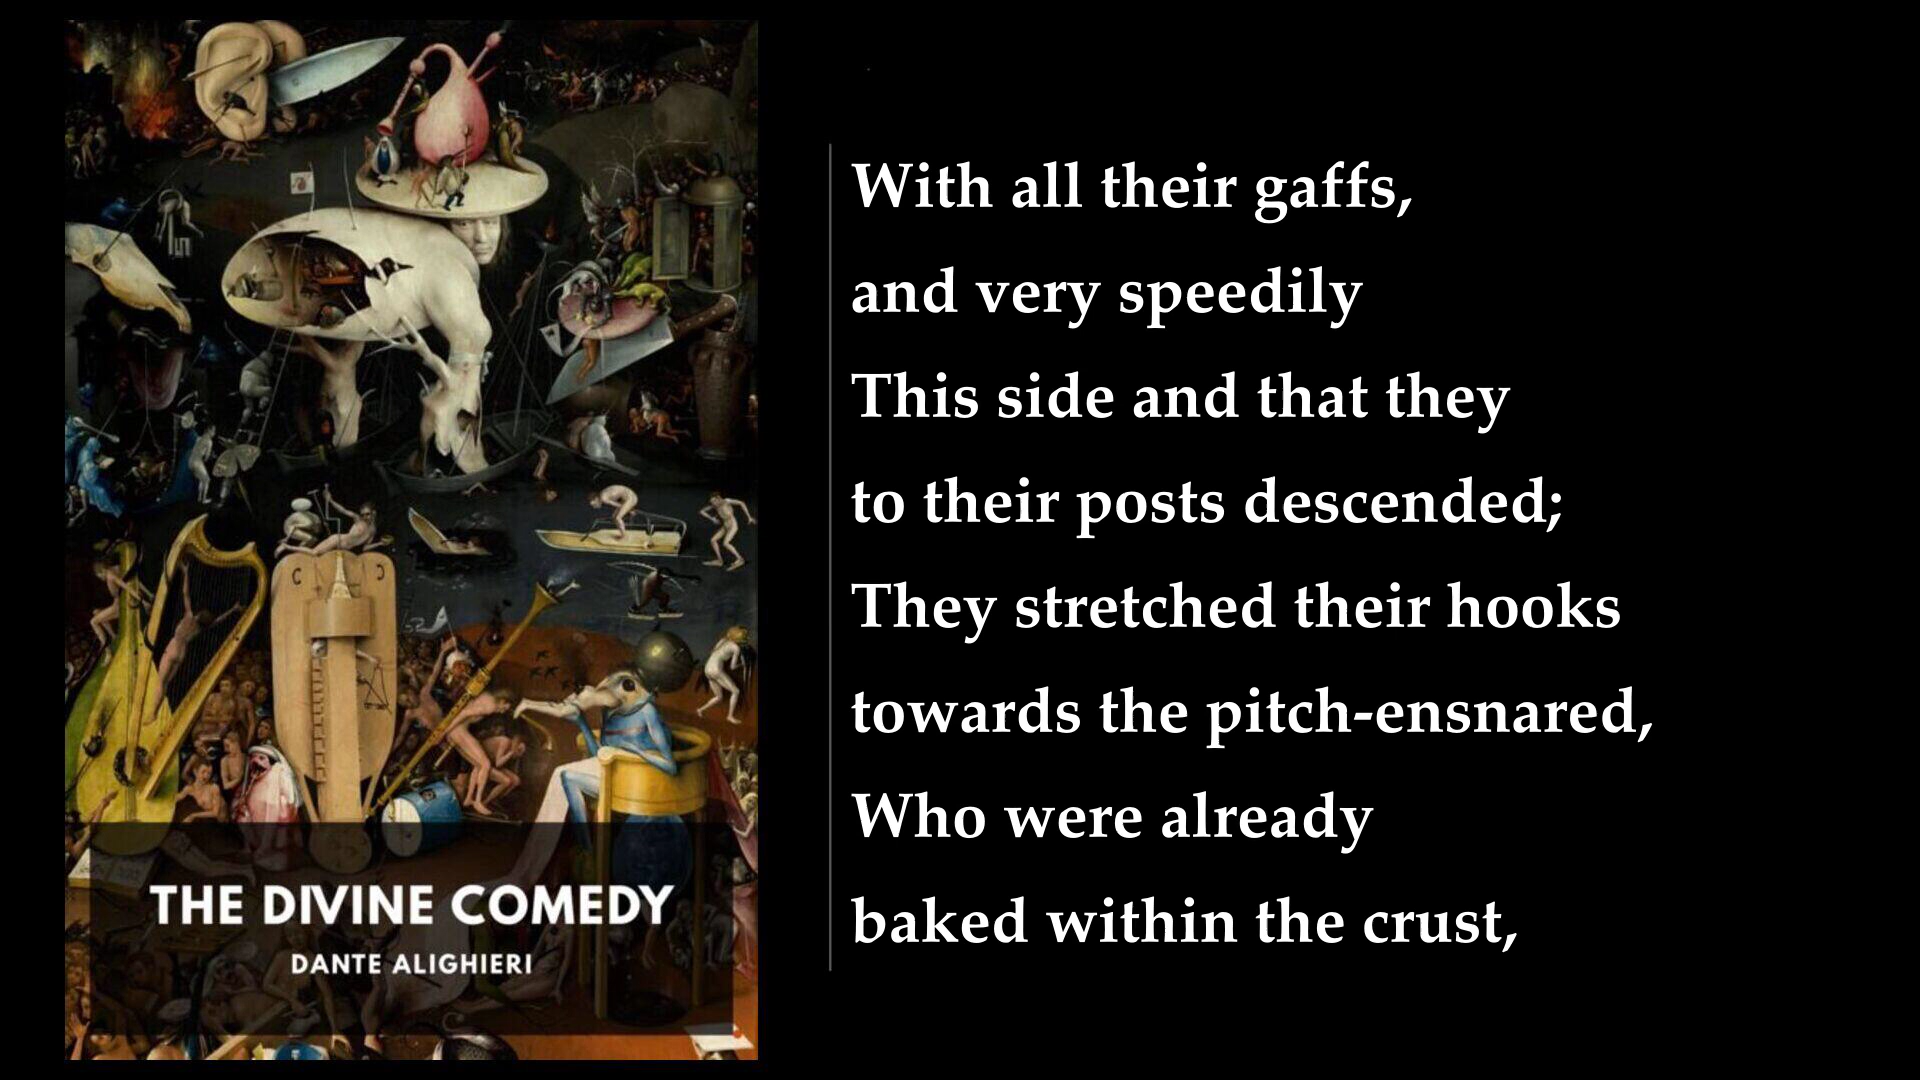 THE DIVINE COMEDY
DANTE ALIGHIERI
With all their gaffs,
and very speedily
This side and that they
to their posts descended;
They stretched their hooks
towards the pitch-ensnared,
Who were already
baked within the crust,